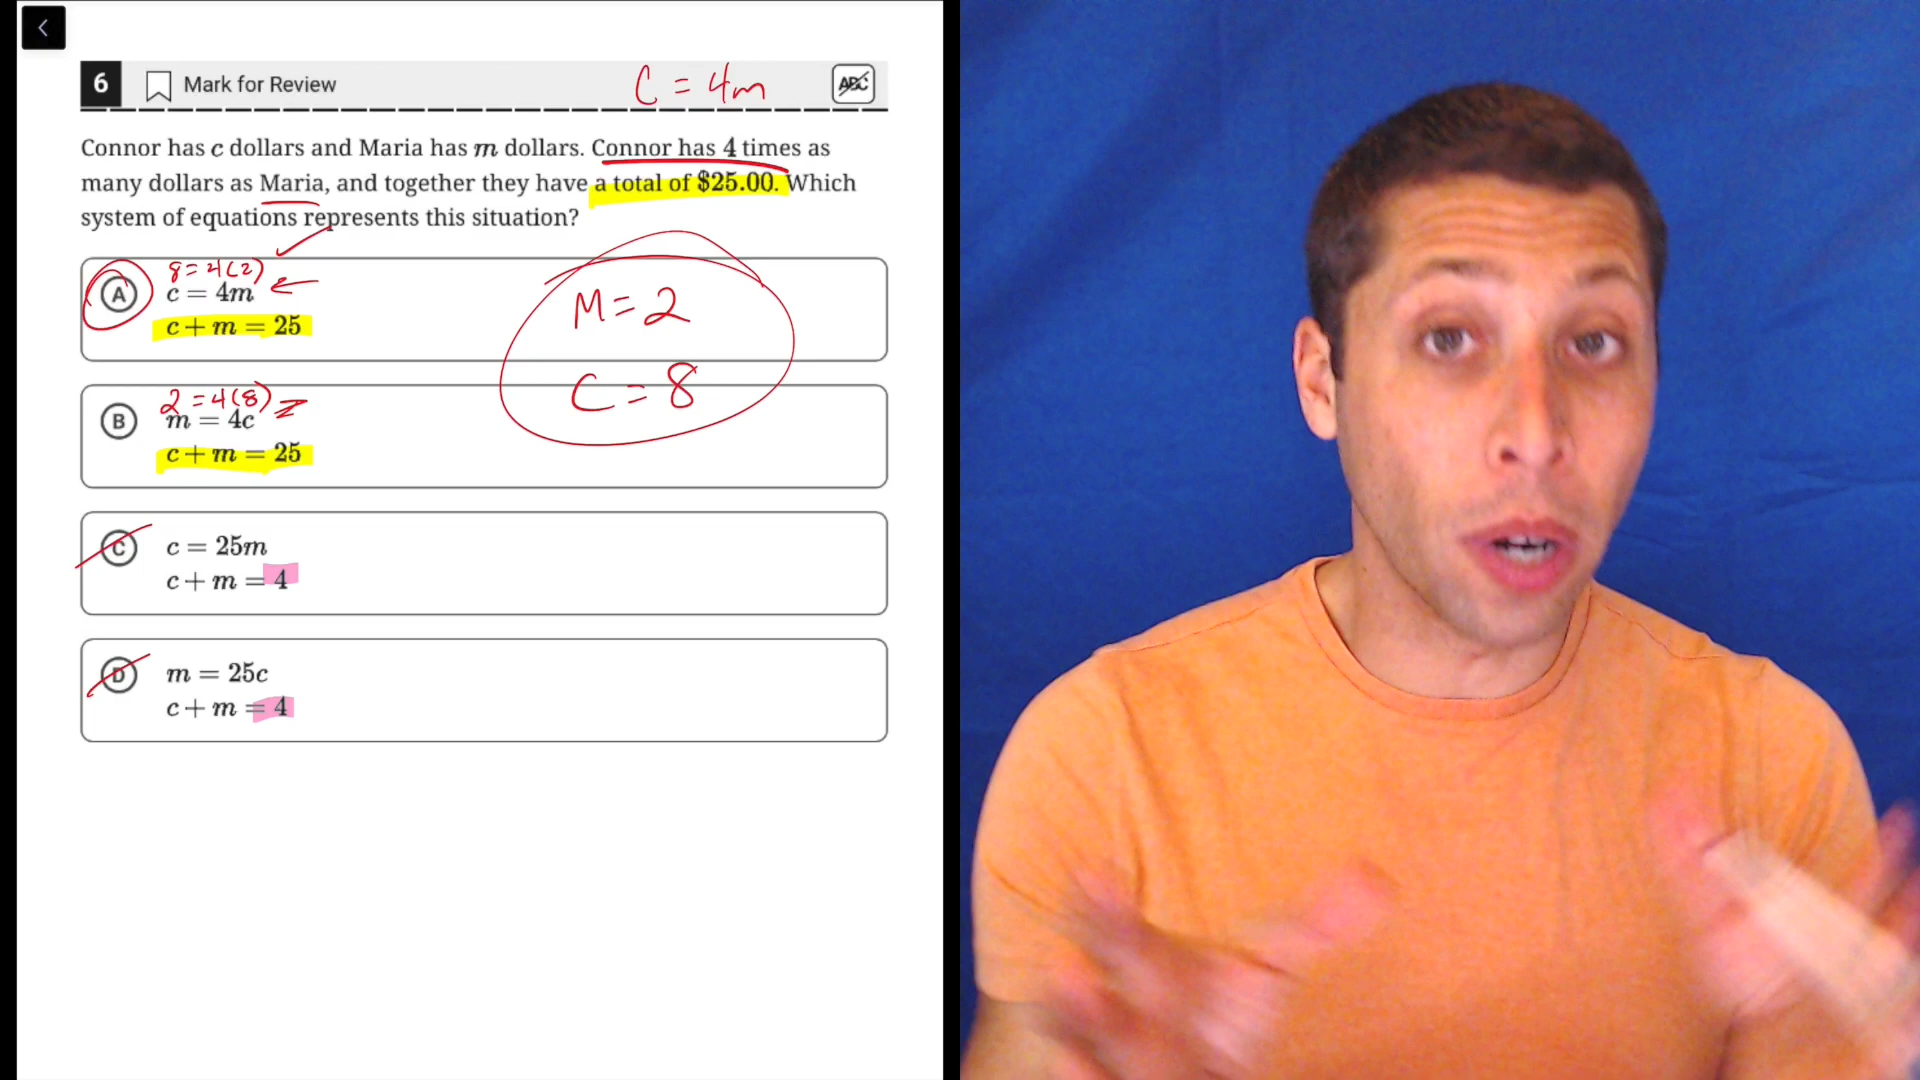 6 Mark for Review C = 4m ABC
Connor has c dollars and Maria has m dollars. Connor has 4 times as
many dollars as Maria, and together they have a total of $25.00. Which
system of equations represents this situation?
8 = 4(2)
A c = 4m
c + m = 25
M = 2
C = 8
2 = 4(8)
B m = 4c
c + m = 25
C c = 25m
c + m = 4
D m = 25c
c + m = 4